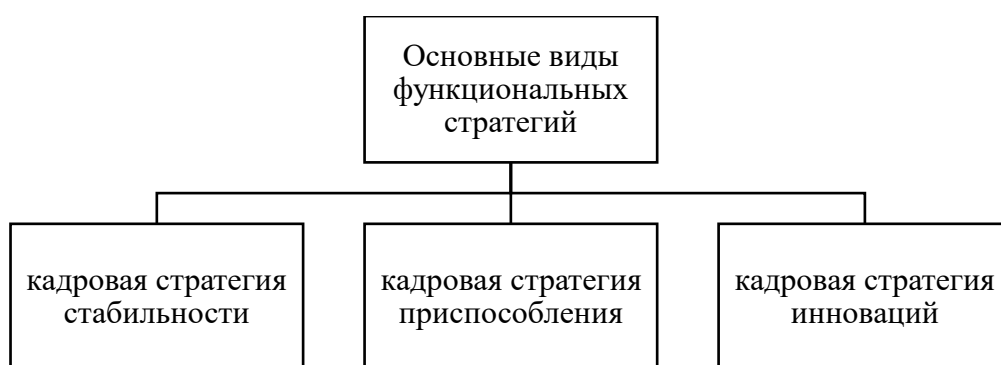 Основные виды
функциональных
стратегий
кадровая стратегия
стабильности
кадровая стратегия
приспособления
кадровая стратегия
инноваций